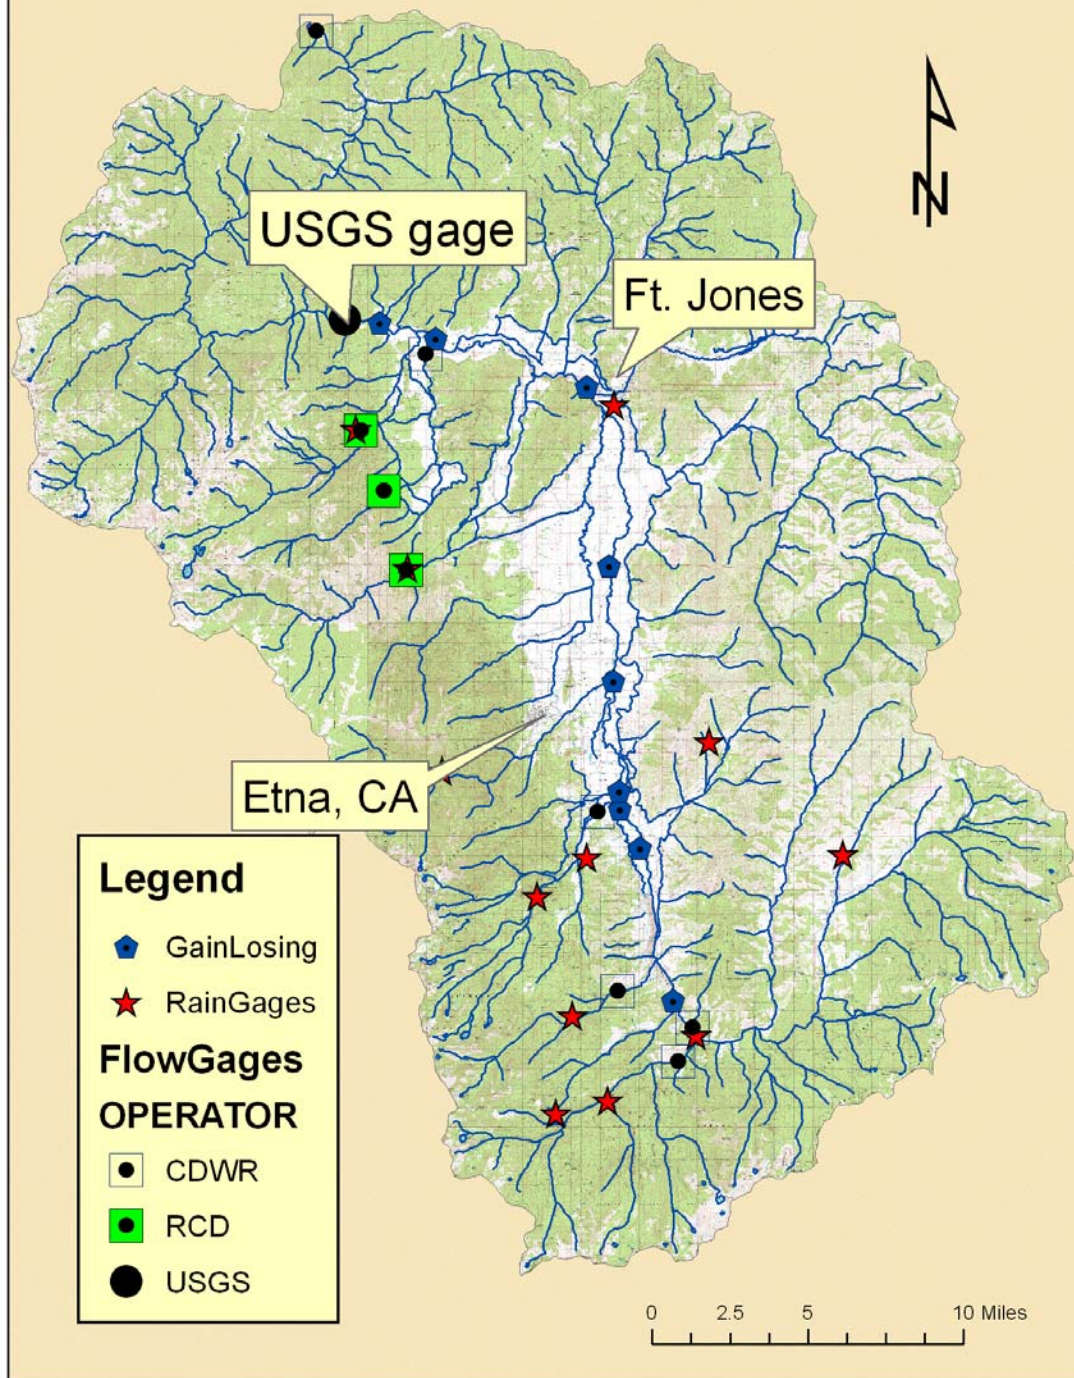 USGS gage
N
Ft. Jones
Etna, CA
Legend
GainLosing
RainGages
FlowGages
OPERATOR
CDWR
RCD
USGS
0 2.5 5 10 Miles